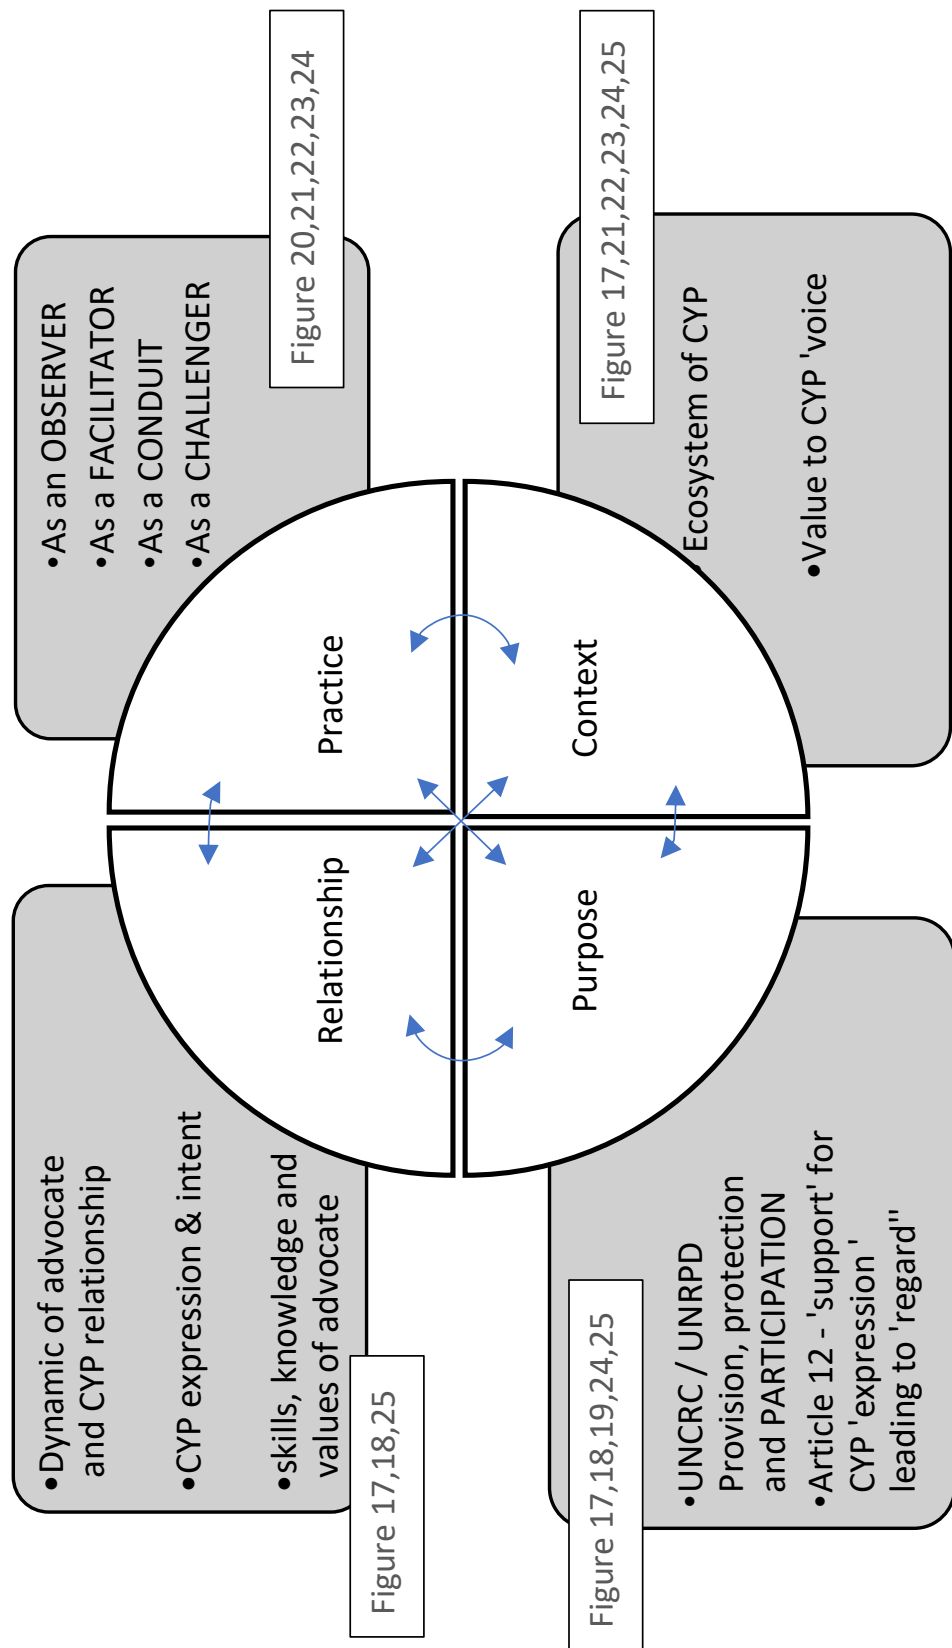 •Dynamic of advocate
and CYP relationship
•CYP expression & intent
•skills, knowledge and
values of advocate
Figure 17,18,25
•As an OBSERVER
•As a FACILITATOR
•As a CONDUIT
•As a CHALLENGER
Figure 20,21,22,23,24
Relationship
Practice
Purpose
Context
Figure 17,18,19,24,25
•UNCRC / UNRPD
Provision, protection
and PARTICIPATION
•Article 12 - 'support' for
CYP 'expression '
leading to 'regard"
Figure 17,21,22,23,24,25
• Ecosystem of CYP
•Value to CYP 'voice